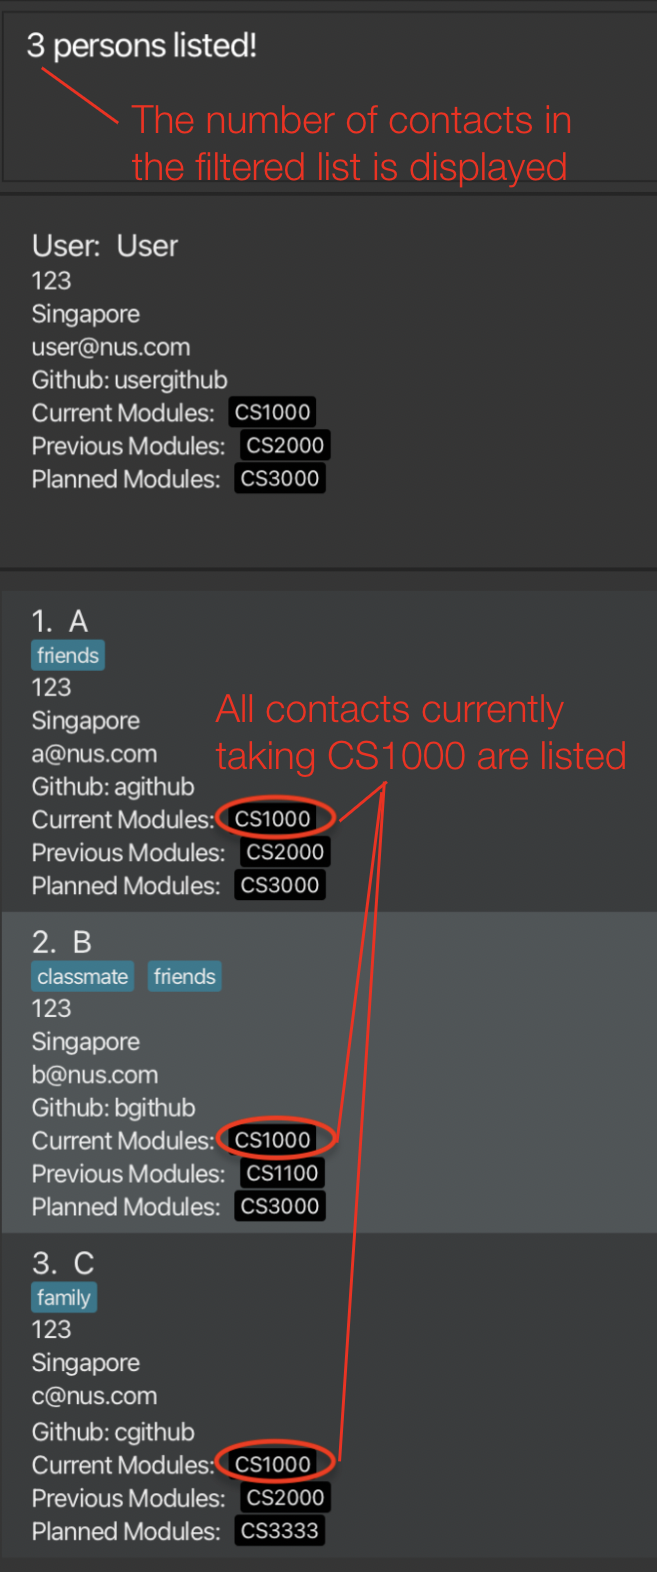 3 persons listed!
The number of contacts in
the filtered list is displayed
User: User
123
Singapore
user@nus.com
Github: usergithub
Current Modules: CS1000
Previous Modules: CS2000
Planned Modules: CS3000
1. A
friends
123
Singapore
a@nus.com
Github: agithub
All contacts currently
taking CS1000 are listed
Current Modules: CS1000
Previous Modules: CS2000
Planned Modules: CS3000
2. B
classmate friends
123
Singapore
b@nus.com
Github: bgithub
Current Modules: CS1000
Previous Modules: CS1100
Planned Modules: CS3000
3. C
family
123
Singapore
c@nus.com
Github: cgithub
Current Modules: CS1000
Previous Modules: CS2000
Planned Modules: CS3333